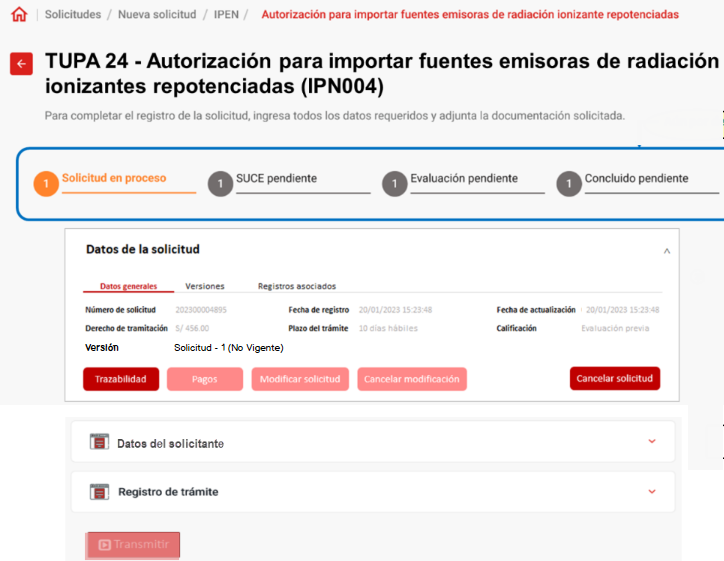 Solicitudes / Nueva solicitud / IPEN / Autorización para importar fuentes emisoras de radiación ionizante repotenciadas
TUPA 24 - Autorización para importar fuentes emisoras de radiación
ionizantes repotenciadas (IPN004)
Para completar el registro de la solicitud, ingresa todos los datos requeridos y adjunta la documentación solicitada.
1 Solicitud en proceso 1 SUCE pendiente 1 Evaluación pendiente 1 Concluido pendiente
Datos de la solicitud
Datos generales Versiones Registros asociados
Número de solicitud 202300004895 Fecha de registro 20/01/2023 15:23:48 Fecha de actualización 20/01/2023 15:23:48
Derecho de tramitación S/ 456.00 Plazo del trámite 10 días hábiles Calificación Evaluación previa
Versión Solicitud - 1 (No Vigente)
Trazabilidad Pagos Modificar solicitud Cancelar modificación Cancelar solicitud
Datos del solicitante
Registro de trámite
Transmitir